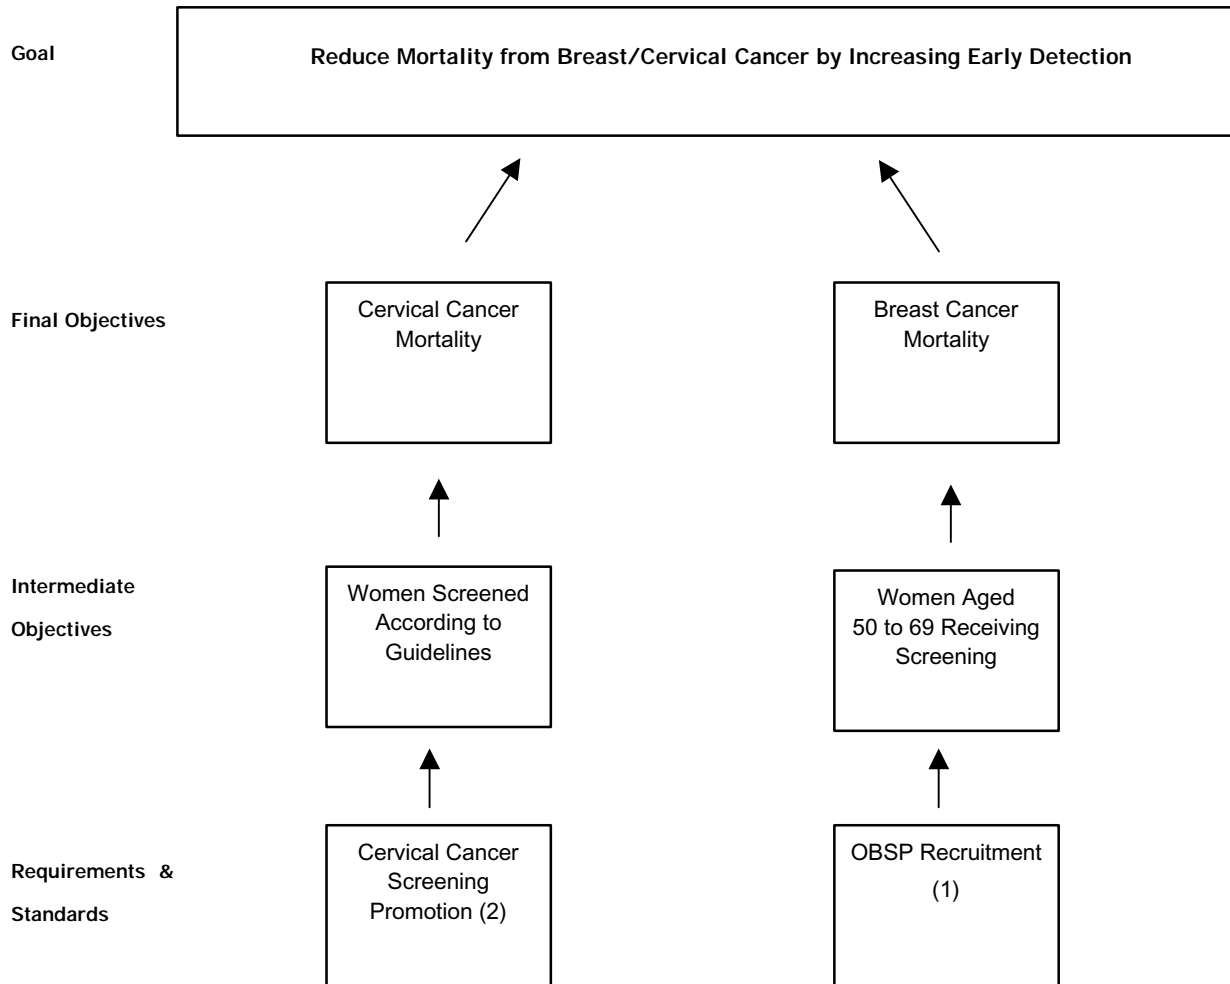 Goal
Reduce Mortality from Breast/Cervical Cancer by Increasing Early Detection
Final Objectives
Cervical Cancer
Mortality
Breast Cancer
Mortality
Intermediate
Objectives
Women Screened
According to
Guidelines
Women Aged
50 to 69 Receiving
Screening
Requirements &
Standards
Cervical Cancer
Screening
Promotion (2)
OBSP Recruitment
(1)